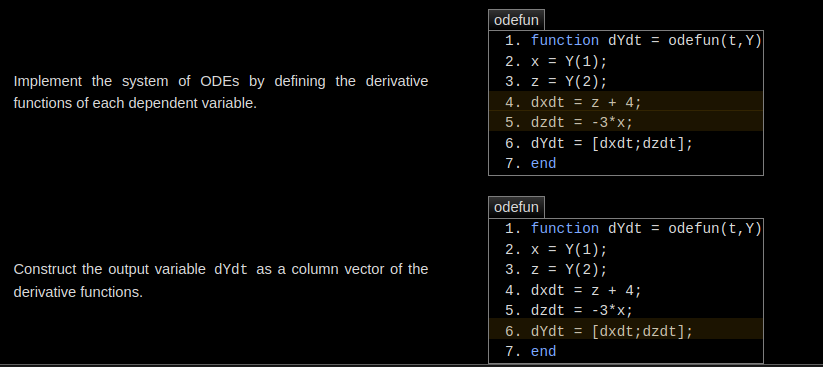 odefun
1. function dYdt = odefun(t,Y)
2. x = Y(1);
3. z = Y(2);
Implement the system of ODEs by defining the derivative
functions of each dependent variable.
4. dxdt = z + 4;
5. dzdt = -3*x;
6. dYdt = [dxdt;dzdt];
7. end
odefun
1. function dYdt = odefun(t,Y)
2. x = Y(1);
3. z = Y(2);
Construct the output variable dYdt as a column vector of the
derivative functions.
4. dxdt = z + 4;
5. dzdt = -3*x;
6. dYdt = [dxdt;dzdt];
7. end